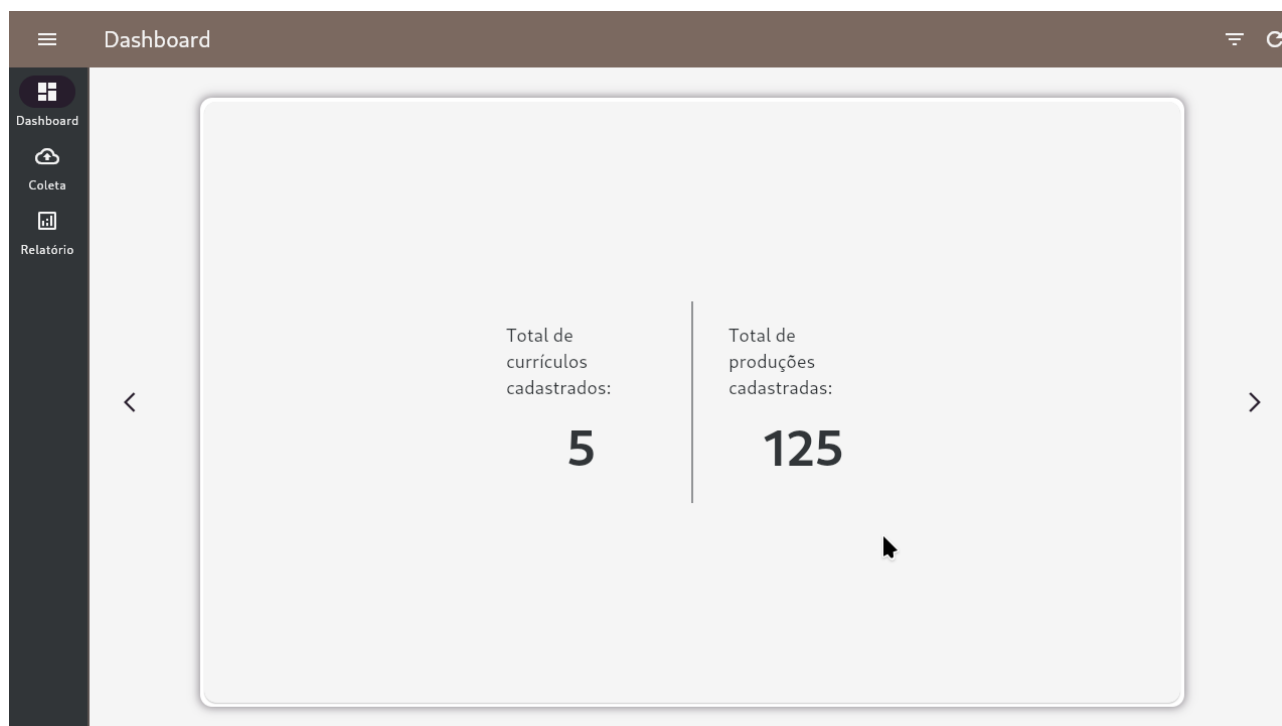 Dashboard
Dashboard
Coleta
Relatório
Total de
currículos
cadastrados:
5
Total de
produções
cadastradas:
125